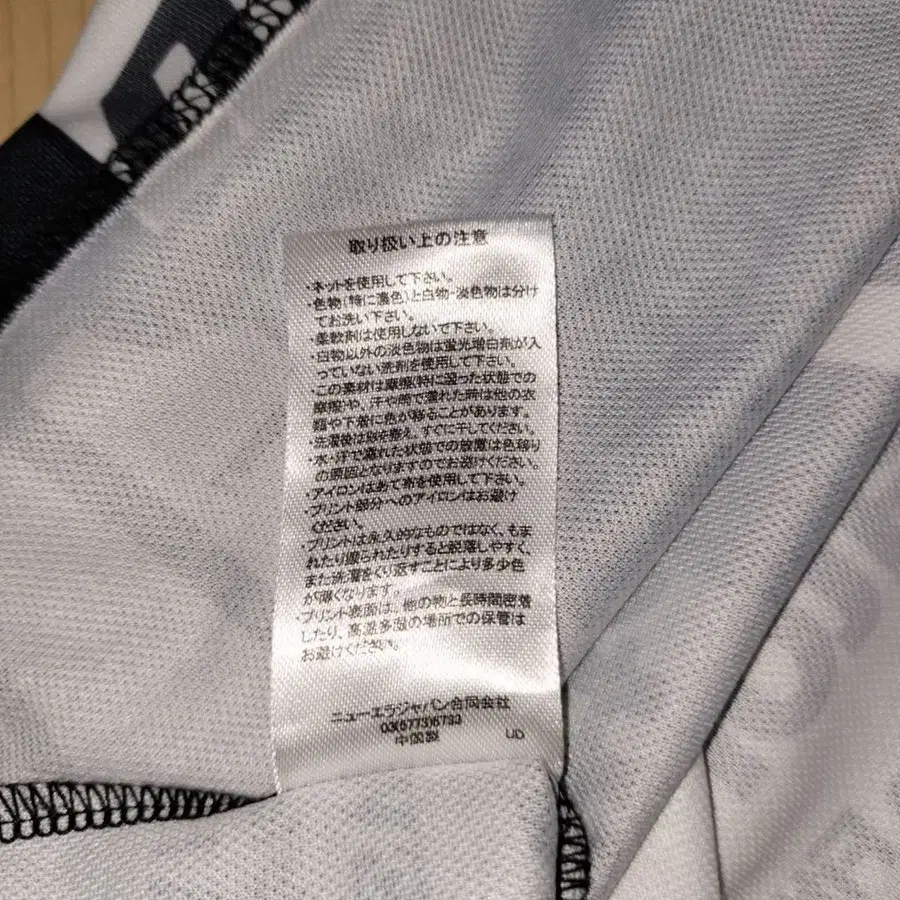 取り扱い上の注意
・ネットを使用して下さい。
・色物(特に濃色)と白物・淡色物は分け
てお洗い下さい。
・柔軟剤は使用しないで下さい。
・白物以外の淡色物は蛍光増白剤が入
っていない洗剤を使用して下さい。
・この素材は摩擦(特に湿った状態での
摩擦)や、汗や雨で濡れた時は他の衣
類や下着に色が移ることがあります。
・洗濯後は形を整え、すぐに干してください。
・水・汗で濡れた状態での放置は色移り
の原因となりますのでお避けください。
・アイロンはあて布を使用して下さい。
・プリント部分へのアイロンはお避け
ください。
・プリントは永久的なものではなく、もま
れたり擦られたりすると脱落しやすく、
また洗濯をくり返すことにより多少色
が薄くなります。
・プリント表面は、他の物と長時間密着
したり、高温多湿の場所での保管は
お避けください。
ニューエラジャパン合同会社
03(6773)6733
中国製 UD